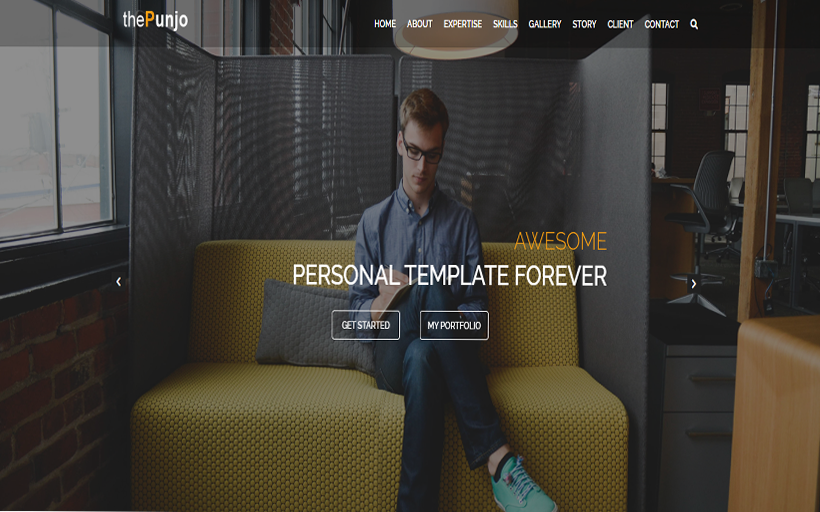 thePunjo
HOME ABOUT EXPERTISE SKILLS GALLERY STORY CLIENT CONTACT
AWESOME
PERSONAL TEMPLATE FOREVER
GET STARTED MY PORTFOLIO